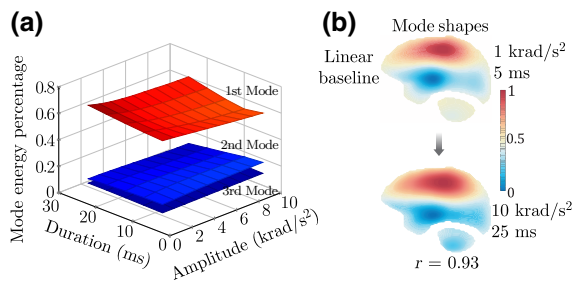 (a)
Mode energy percentage
0.8
0.6
0.4
0.2
0
30
20
10
0
Duration (ms)
0
2
4
6
8
10
Amplitude (krad/s²)
1st Mode
2nd Mode
3rd Mode
(b)
Mode shapes
Linear
baseline
1 krad/s²
5 ms
1
0.5
0
10 krad/s²
25 ms
r = 0.93